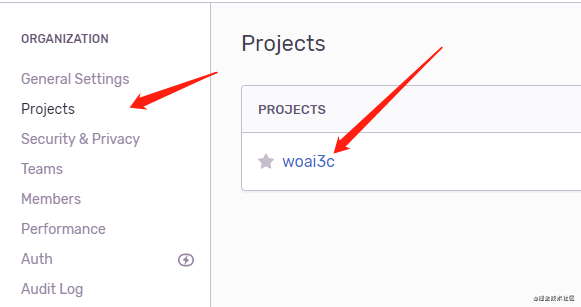 ORGANIZATION
General Settings
Projects
Security & Privacy
Teams
Members
Performance
Auth
Audit Log
Projects
PROJECTS
woai3c
@稀土掘金技术社区